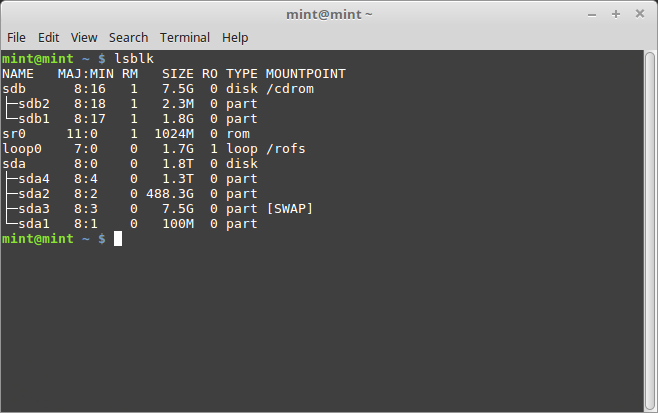 mint@mint ~
File Edit View Search Terminal Help
mint@mint ~ $ lsblk
NAME   MAJ:MIN RM   SIZE RO TYPE MOUNTPOINT
sdb      8:16   1   7.5G  0 disk /cdrom
├─sdb2   8:18   1   2.3M  0 part
└─sdb1   8:17   1   1.8G  0 part
sr0     11:0    1  1024M  0 rom
loop0    7:0    0   1.7G  1 loop /rofs
sda      8:0    0   1.8T  0 disk
├─sda4   8:4    0   1.3T  0 part
├─sda2   8:2    0 488.3G  0 part
├─sda3   8:3    0   7.5G  0 part [SWAP]
└─sda1   8:1    0   100M  0 part
mint@mint ~ $